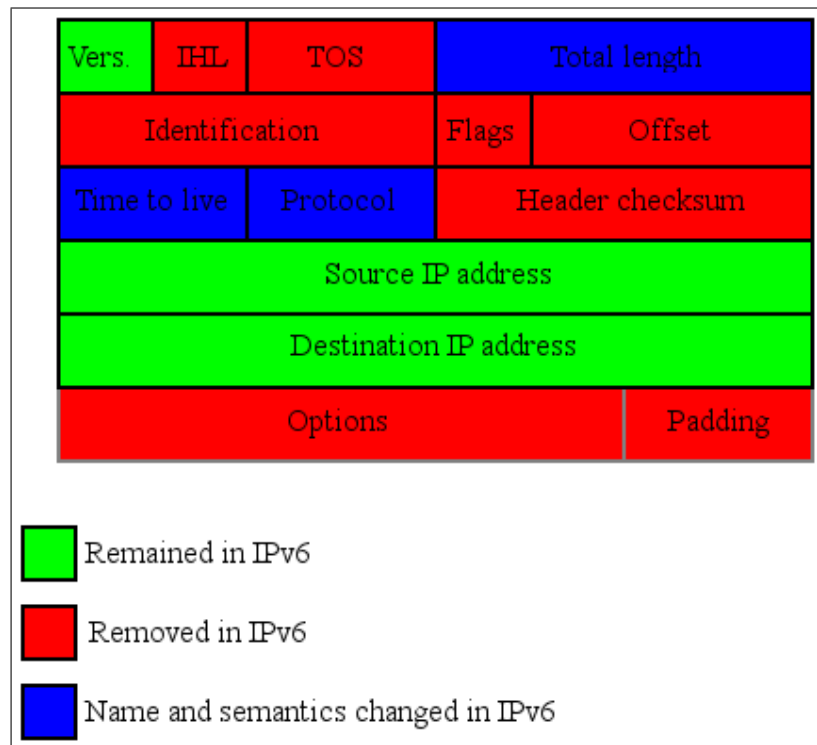 Vers. IHL TOS Total length
Identification Flags Offset
Time to live Protocol Header checksum
Source IP address
Destination IP address
Options Padding
Remained in IPv6
Removed in IPv6
Name and semantics changed in IPv6